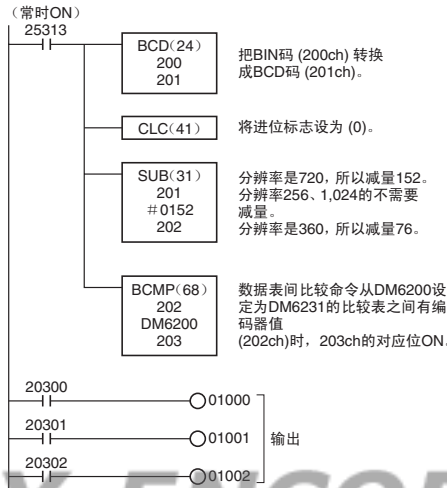 （常时ON）
25313
BCD（24）
200
201
把BIN码 (200ch) 转换
成BCD码 (201ch)。
CLC（41）
将进位标志设为 (0)。
SUB（31）
201
＃0152
202
分辨率是720，所以减量152。
分辨率256、1,024的不需要
减量。
分辨率是360，所以减量76。
BCMP（68）
202
DM6200
203
数据表间比较命令从DM6200设
定为DM6231的比较表之间有编
码器值
(202ch)时，203ch的对应位ON.
20300
01000
20301
01001
输出
20302
01002